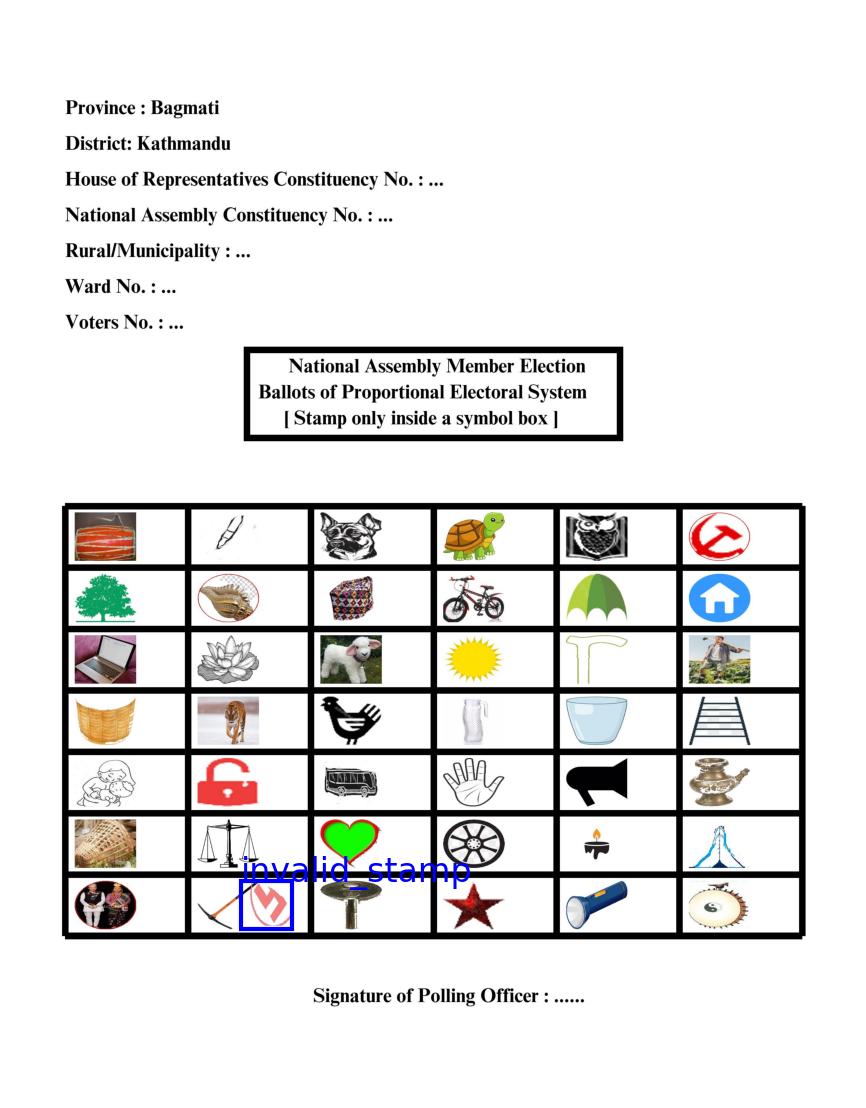 Province : Bagmati
District: Kathmandu
House of Representatives Constituency No. : ...
National Assembly Constituency No. : ...
Rural/Municipality : ...
Ward No. : ...
Voters No. : ...
National Assembly Member Election
Ballots of Proportional Electoral System
[ Stamp only inside a symbol box ]
invalid_stamp
Signature of Polling Officer : ......